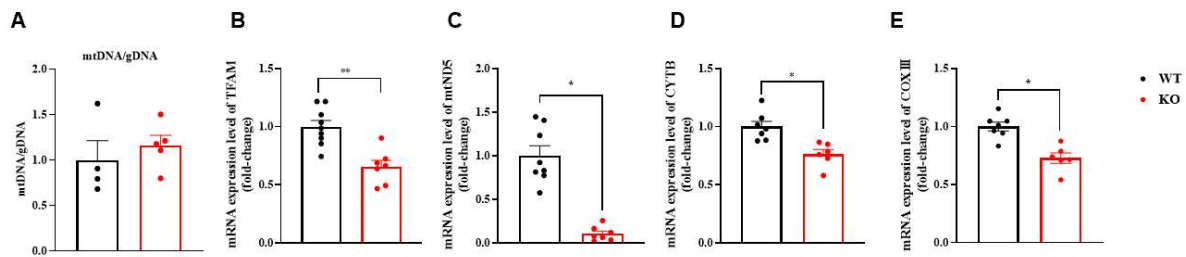 A
mtDNA/gDNA
mtDNA/gDNA
2.0
1.5
1.0
0.5
0.0
B
mRNA expression level of TFAM
(fold-change)
1.5
1.0
0.5
0.0
**
C
mRNA expression level of mtND5
(fold-change)
2.0
1.5
1.0
0.5
0.0
*
D
mRNA expression level of CYTB
(fold-change)
1.5
1.0
0.5
0.0
*
E
mRNA expression level of COXⅢ
(fold-change)
1.5
1.0
0.5
0.0
*
WT
KO